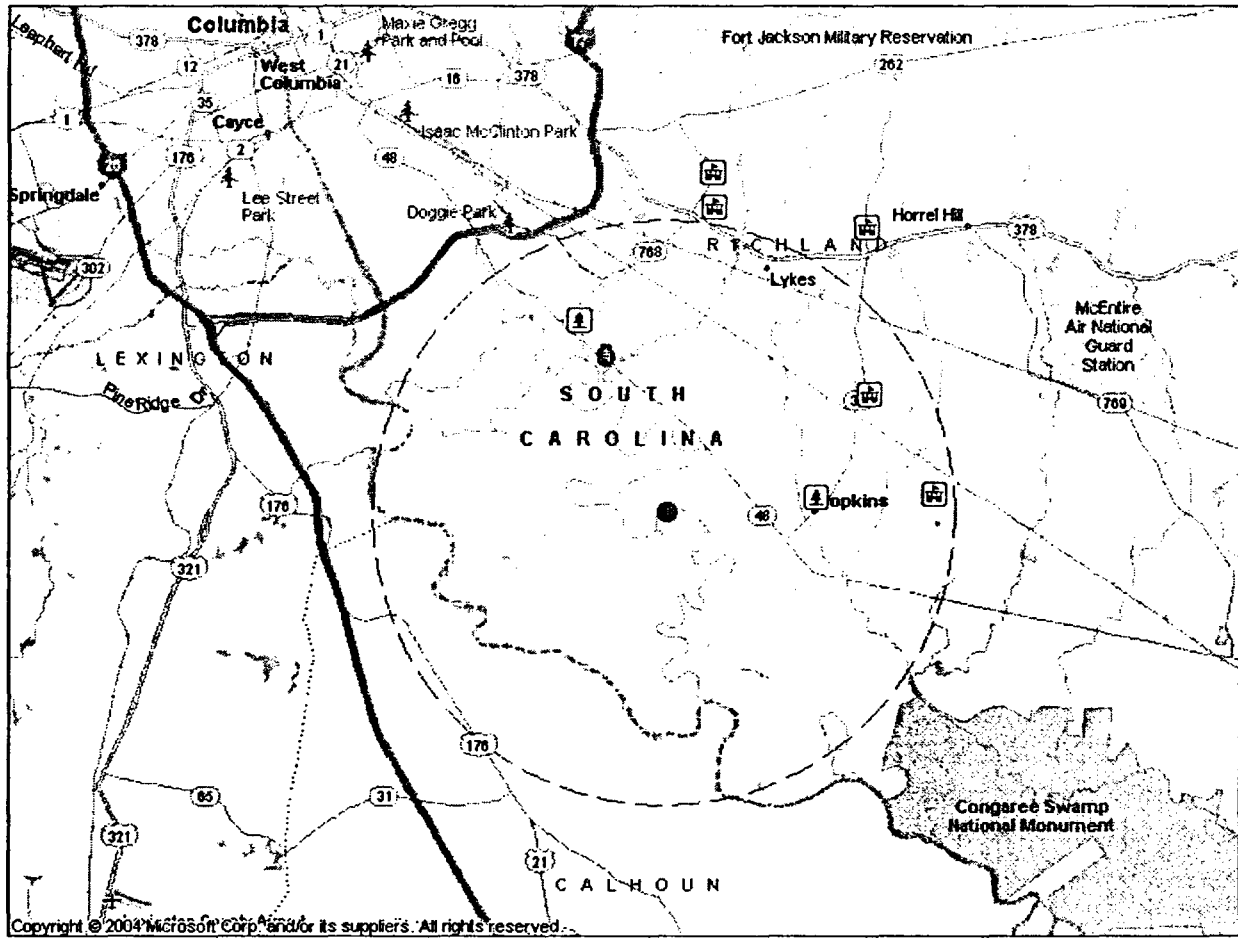 Columbia
Maxie Gregg
Park and Pool
Fort Jackson Military Reservation
Leaphart Rd
378
1
12
West
Columbia
21
16
378
262
35
Cayce
Isaac McClinton Park
1
176
2
48
Springdale
Lee Street
Park
Doggie Park
Horrel Hill
378
RICHLAND
302
768
Lykes
McEntire
Air National
Guard
Station
LEXINGTON
Pine Ridge Dr
SOUTH
769
CAROLINA
176
48
opkins
321
176
65
31
Congaree Swamp
National Monument
321
21
CALHOUN
Copyright © 2004 Microsoft Corp. and/or its suppliers. All rights reserved.